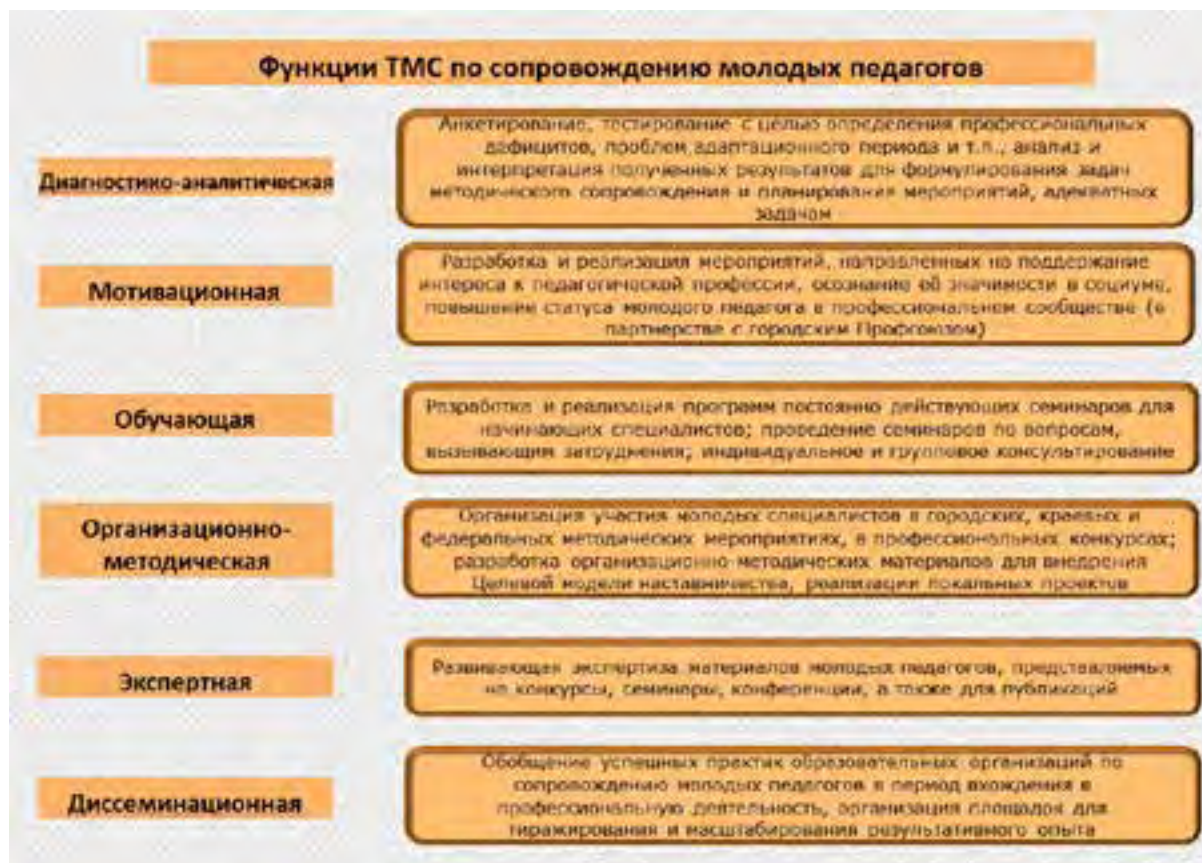 Функции ТМС по сопровождению молодых педагогов
Диагностико-аналитическая
Анкетирование, тестирование с целью определения профессиональных
дефицитов, проблем адаптационного периода и т.п., анализ и
интерпретация полученных результатов для формулирования задач
методического сопровождения и планирования мероприятий, адекватных
задачам
Мотивационная
Разработка и реализация мероприятий, направленных на поддержание
интереса к педагогической профессии, осознание её значимости в социуме,
повышение статуса молодого педагога в профессиональном сообществе (в
партнерстве с городским Профсоюзом)
Обучающая
Разработка и реализация программ постоянно действующих семинаров для
начинающих специалистов; проведение семинаров по вопросам,
вызывающим затруднения; индивидуальное и групповое консультирование
Организационно-
методическая
Организация участия молодых специалистов в городских, краевых и
федеральных методических мероприятиях, в профессиональных конкурсах;
разработка организационно-методических материалов для внедрения
Целевой модели наставничества, реализации локальных проектов
Экспертная
Развивающая экспертиза материалов молодых педагогов, представляемых
на конкурсы, семинары, конференции, а также для публикаций
Диссеминационная
Обобщение успешных практик образовательных организаций по
сопровождению молодых педагогов в период вхождения в
профессиональную деятельность, организация площадок для
тиражирования и масштабирования результативного опыта